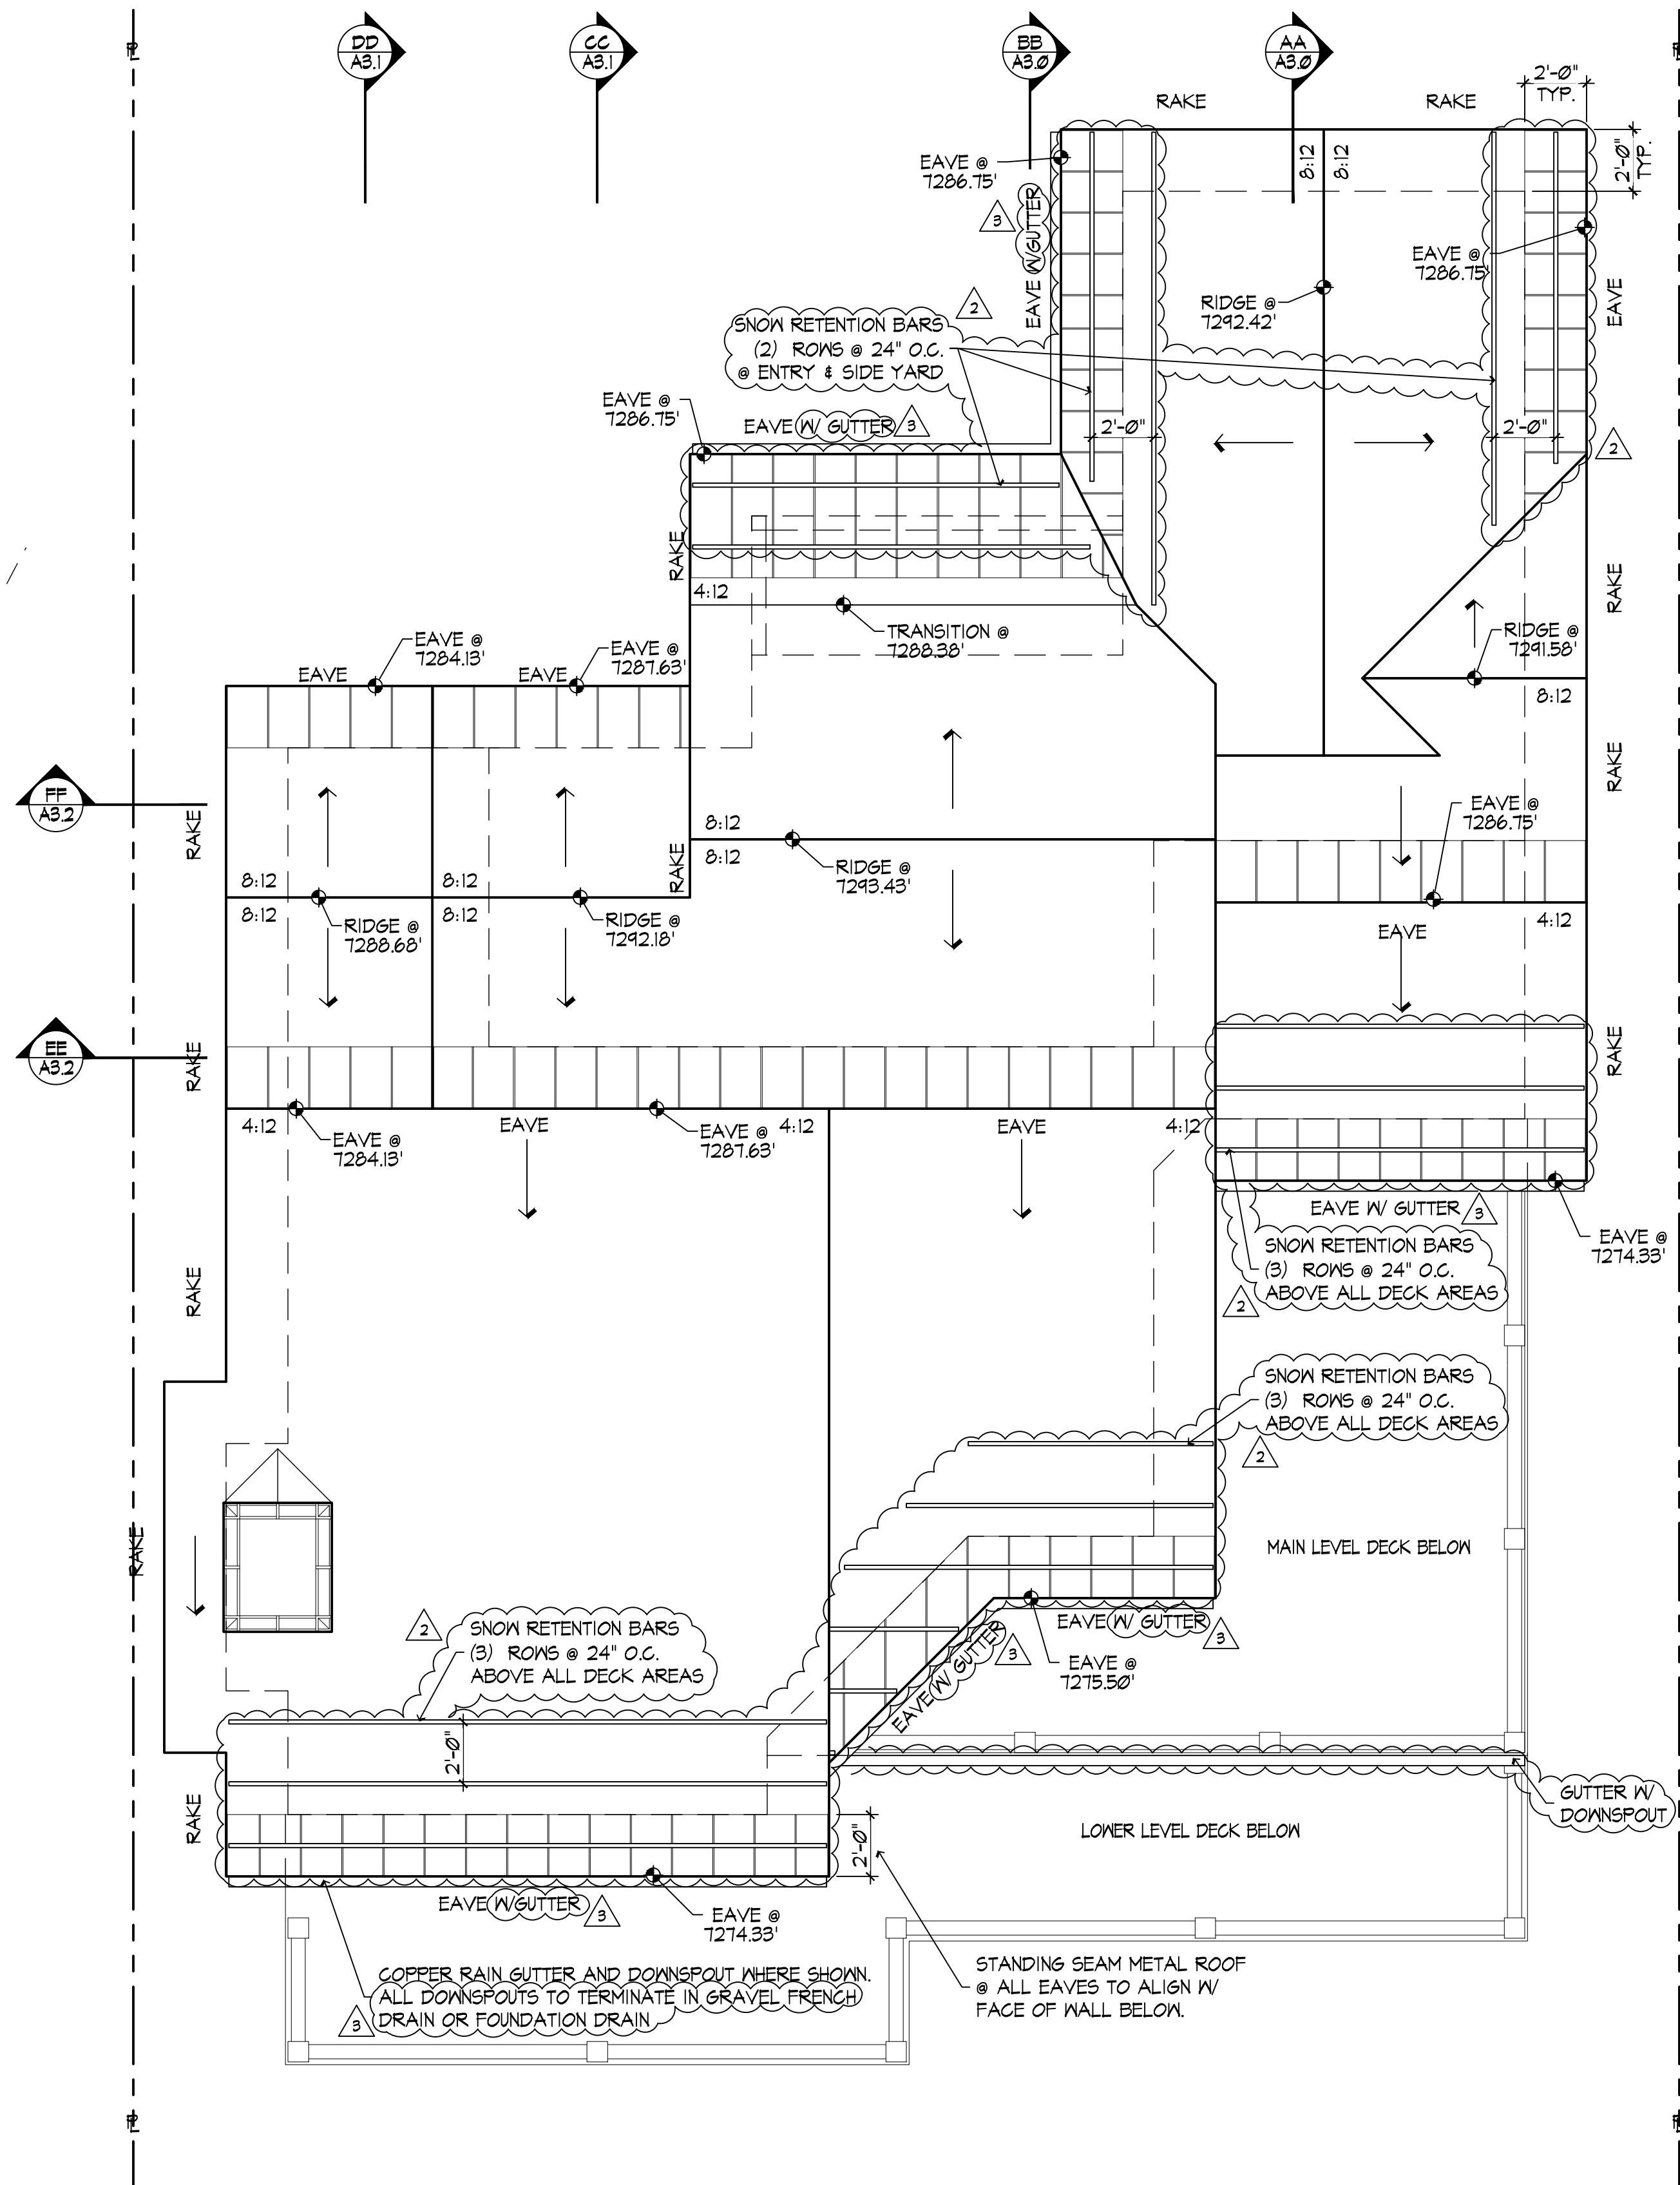 DD
A3.1
CC
A3.1
BB
A3.0
AA
A3.0
2'-0"
TYP.
RAKE
RAKE
2'-0"
TYP.
8:12
8:12
EAVE @
7286.75'
EAVE W/GUTTER
3
EAVE @
7286.75'
EAVE
RIDGE @
7292.42'
2
SNOW RETENTION BARS
(2) ROWS @ 24" O.C.
@ ENTRY & SIDE YARD
EAVE @
7286.75'
EAVE W/ GUTTER
3
2'-0"
2'-0"
2
RAKE
4:12
TRANSITION @
7288.38'
RAKE
RIDGE @
7291.58'
8:12
EAVE @
7284.13'
EAVE @
7287.63'
EAVE
EAVE
RAKE
FF
A3.2
RAKE
EAVE @
7286.75'
8:12
8:12
RIDGE @
7293.43'
RAKE
8:12
8:12
8:12
8:12
RIDGE @
7288.68'
RIDGE @
7292.18'
4:12
EAVE
EE
A3.2
RAKE
RAKE
4:12
EAVE @
7284.13'
EAVE
EAVE @
7287.63'
4:12
EAVE
4:12
EAVE W/ GUTTER
3
EAVE @
7274.33'
SNOW RETENTION BARS
(3) ROWS @ 24" O.C.
ABOVE ALL DECK AREAS
2
RAKE
SNOW RETENTION BARS
(3) ROWS @ 24" O.C.
ABOVE ALL DECK AREAS
2
RAKE
MAIN LEVEL DECK BELOW
2
SNOW RETENTION BARS
(3) ROWS @ 24" O.C.
ABOVE ALL DECK AREAS
EAVE W/ GUTTER
3
EAVE W/ GUTTER
3
EAVE @
7275.50'
2'-0"
RAKE
GUTTER W/
DOWNSPOUT
LOWER LEVEL DECK BELOW
2'-0"
EAVE W/GUTTER
3
EAVE @
7274.33'
COPPER RAIN GUTTER AND DOWNSPOUT WHERE SHOWN.
ALL DOWNSPOUTS TO TERMINATE IN GRAVEL FRENCH
DRAIN OR FOUNDATION DRAIN
3
STANDING SEAM METAL ROOF
@ ALL EAVES TO ALIGN W/
FACE OF WALL BELOW.